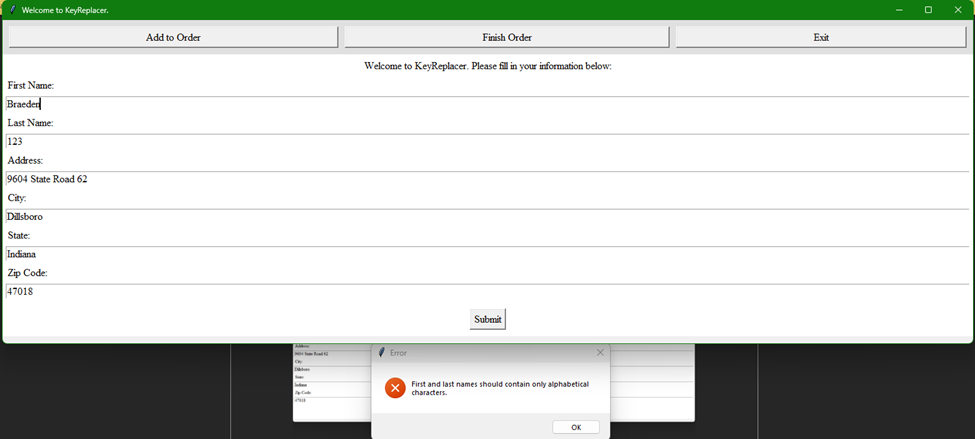 Welcome to KeyReplacer.
Add to Order Finish Order Exit
Welcome to KeyReplacer. Please fill in your information below:
First Name:
Braeden
Last Name:
123
Address:
9604 State Road 62
City:
Dillsboro
State:
Indiana
Zip Code:
47018
Submit
Address:
9604 State Road 62
City:
Dillsboro
State:
Indiana
Zip Code:
47018
Error
First and last names should contain only alphabetical
characters.
OK